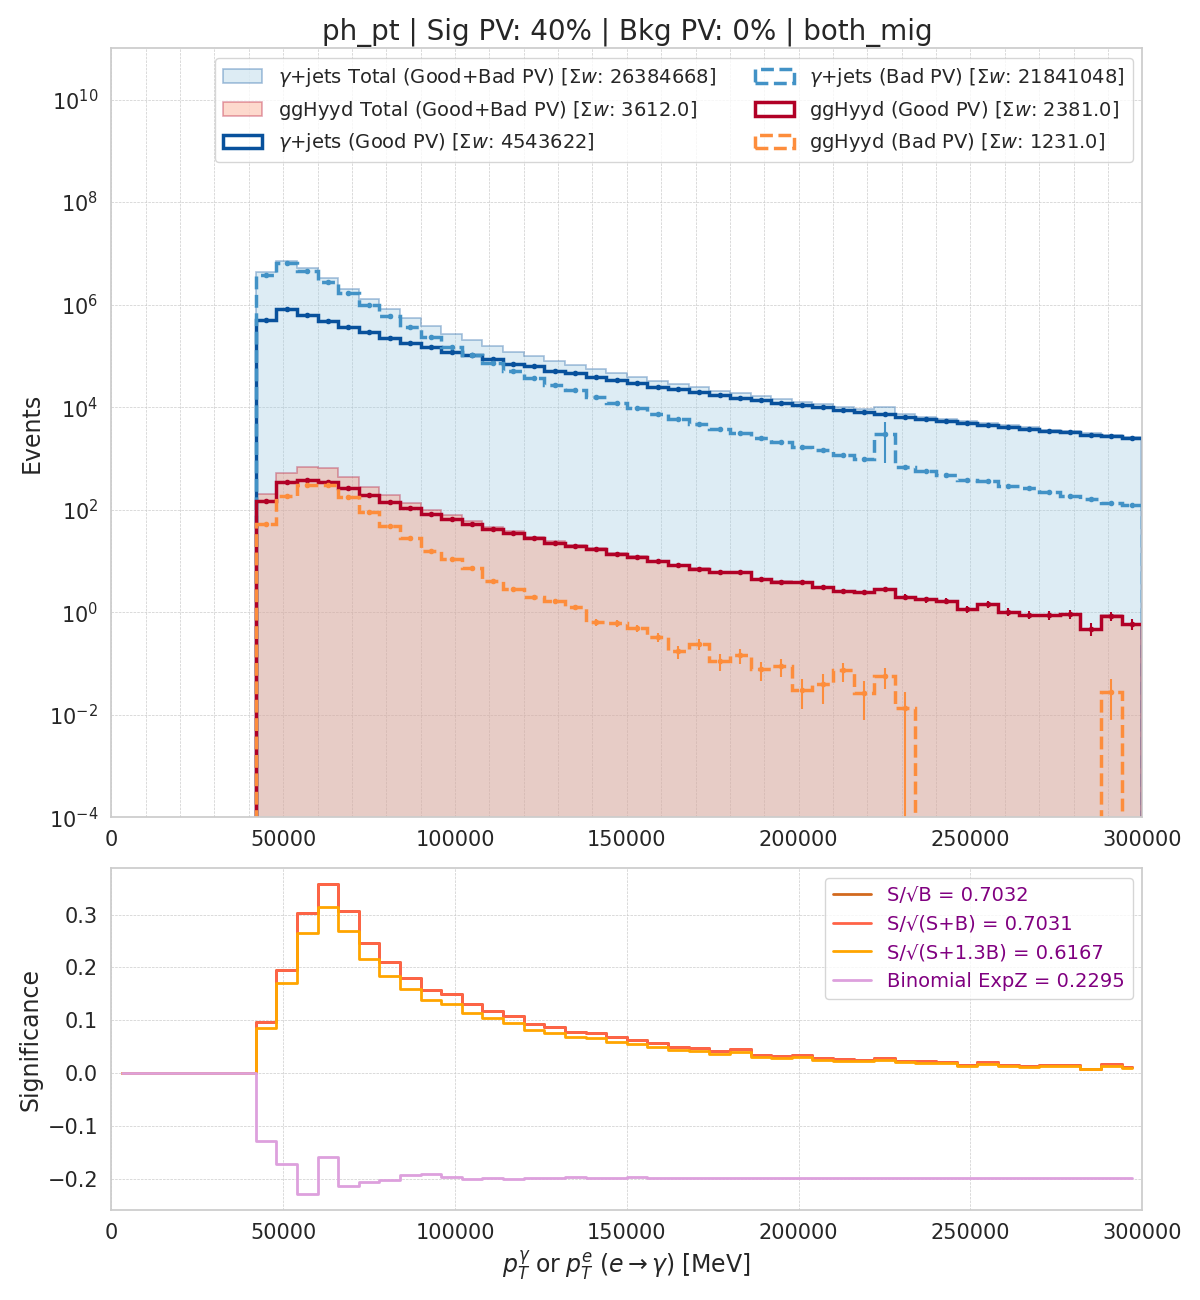 ph_pt | Sig PV: 40% | Bkg PV: 0% | both_mig
γ+jets Total (Good+Bad PV) [Σw: 26384668]
ggHyyd Total (Good+Bad PV) [Σw: 3612.0]
γ+jets (Good PV) [Σw: 4543622]
γ+jets (Bad PV) [Σw: 21841048]
ggHyyd (Good PV) [Σw: 2381.0]
ggHyyd (Bad PV) [Σw: 1231.0]
Events
10^10
10^8
10^6
10^4
10^2
10^0
10^−2
10^−4
0 50000 100000 150000 200000 250000 300000
S/√B = 0.7032
S/√(S+B) = 0.7031
S/√(S+1.3B) = 0.6167
Binomial ExpZ = 0.2295
Significance
0.3
0.2
0.1
0.0
−0.1
−0.2
0 50000 100000 150000 200000 250000 300000
p_T^γ or p_T^e (e→γ) [MeV]